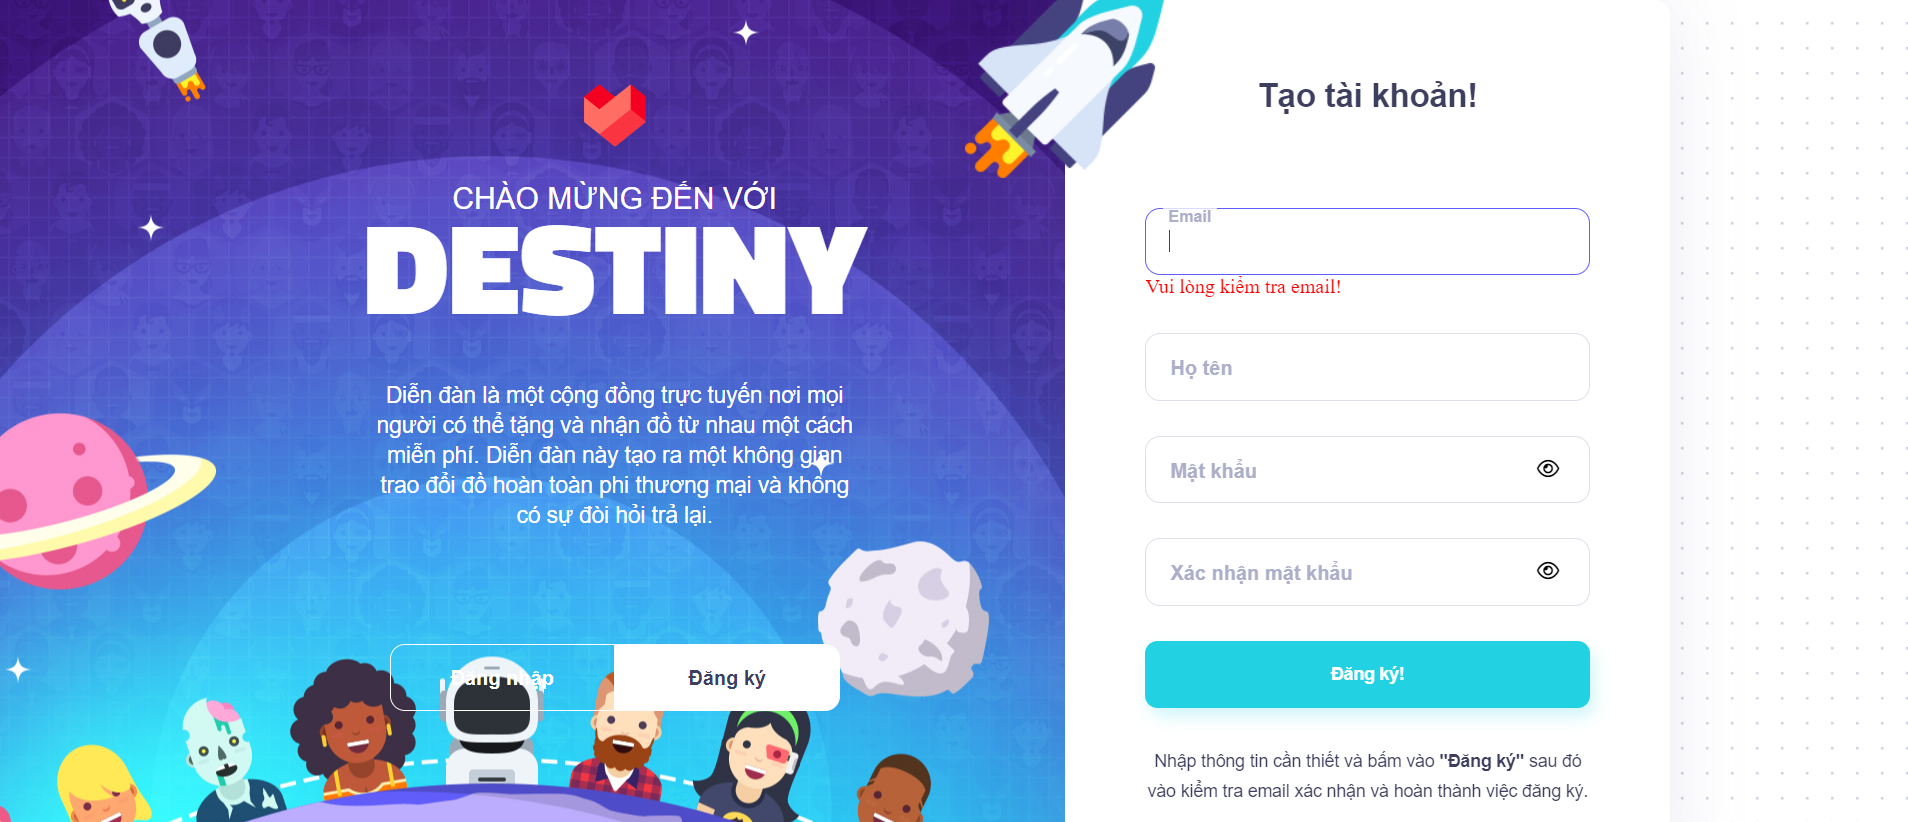 CHÀO MỪNG ĐẾN VỚI
DESTINY
Diễn đàn là một cộng đồng trực tuyến nơi mọi
người có thể tặng và nhận đồ từ nhau một cách
miễn phí. Diễn đàn này tạo ra một không gian
trao đổi đồ hoàn toàn phi thương mại và không
có sự đòi hỏi trả lại.
Đăng nhập
Đăng ký
Tạo tài khoản!
Email
Vui lòng kiểm tra email!
Họ tên
Mật khẩu
Xác nhận mật khẩu
Đăng ký!
Nhập thông tin cần thiết và bấm vào "Đăng ký" sau đó
vào kiểm tra email xác nhận và hoàn thành việc đăng ký.